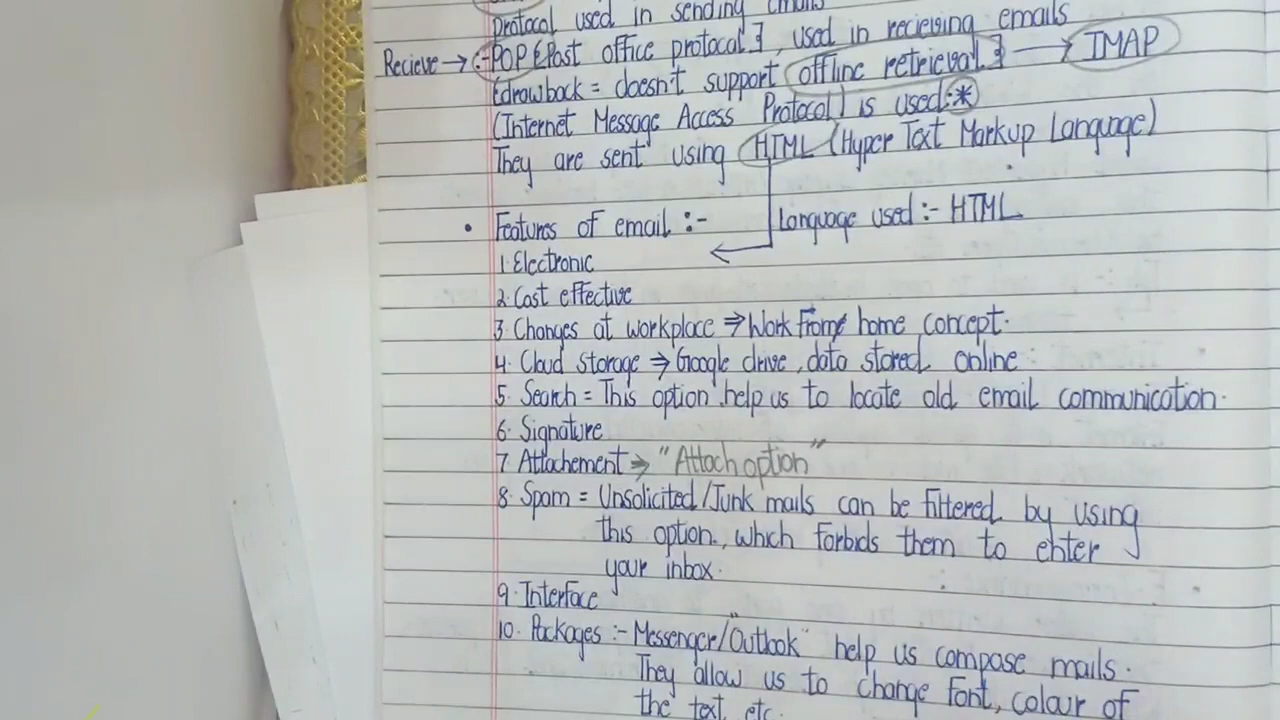 protocol used in sending emails
Recieve → :- POP {Post office protocal}, used in recieving emails
{drawback = doesn't support offline retrieval} → IMAP
(Internet Message Access Protocol) is used:*
They are sent using HTML (Hyper Text Markup Language)
• Features of email :- Language used :- HTML
1. Electronic
2. Cost effective
3. Changes at workplace ⇒ Work from home concept.
4. Cloud storage ⇒ Google drive, data stored online
5. Search = This option help us to locate old email communication.
6. Signature
7. Attachement ⇒ "Attach option"
8. Spam = Unsolicited/Junk mails can be filtered by using
this option, which forbids them to enter
your inbox.
9. Interface
10. Packages :- Messenger/"Outlook" help us compose mails.
They allow us to change font, colour of
the text, etc.